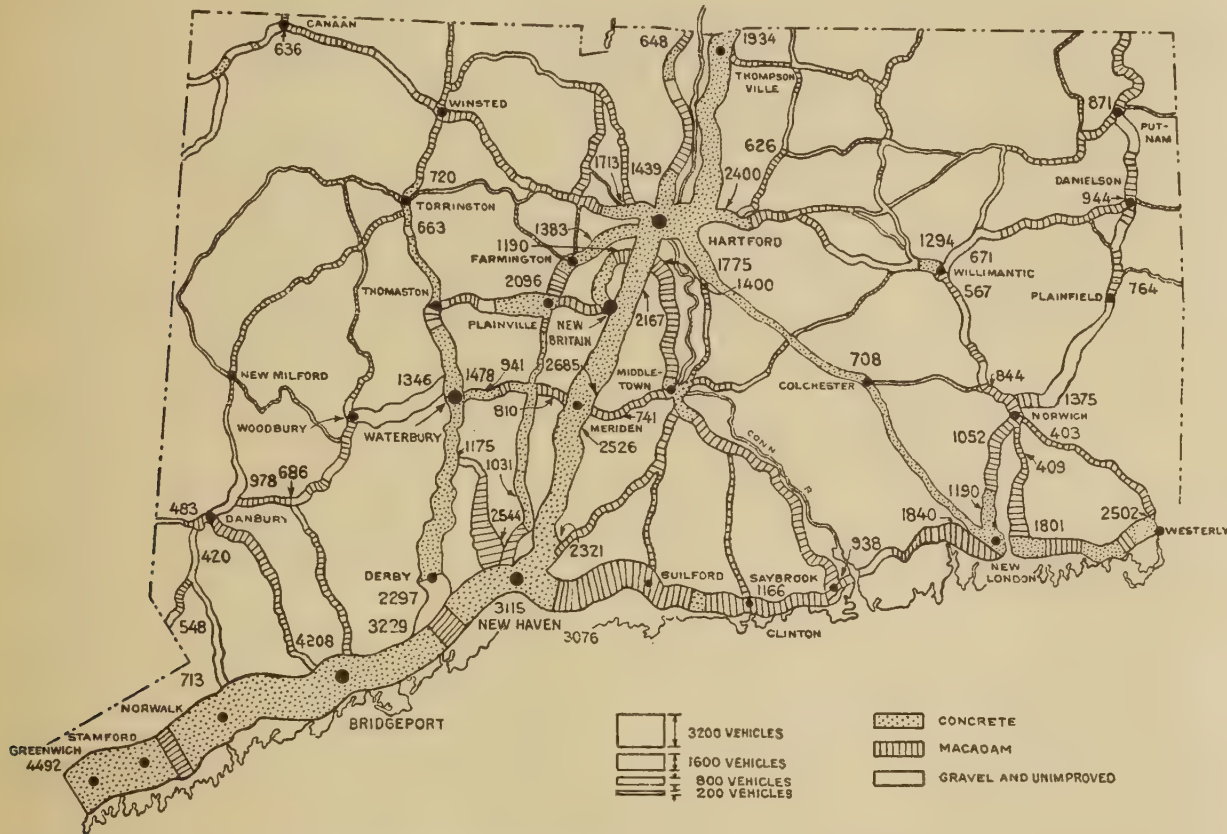 CANAAN
636
648
1934
THOMPSON
VILLE
WINSTED
871
PUT-
NAM
1713
1439
626
2400
DANIELSON
944
720
TORRINGTON
663
1383
1190
FARMINGTON
2096
HARTFORD
1775
1400
1294
671
WILLIMANTIC
567
PLAINFIELD
764
THOMASTON
PLAINVILLE
NEW
BRITAIN
2167
NEW MILFORD
1346
1478
941
2685
MIDDLE-
TOWN
708
COLCHESTER
844
1375
NORWICH
WOODBURY
WATERBURY
810
MERIDEN
741
2526
CONN
R
1052
403
409
1175
1031
978
686
483
DANBURY
2544
1190
2502
WESTERLY
420
2321
1840
1801
938
NEW
LONDON
DERBY
2297
GUILFORD
SAYBROOK
1166
3115
NEW HAVEN
3076
CLINTON
548
3239
4208
713
NORWALK
BRIDGEPORT
STAMFORD
GREENWICH
4492
3200 VEHICLES
1600 VEHICLES
800 VEHICLES
200 VEHICLES
CONCRETE
MACADAM
GRAVEL AND UNIMPROVED